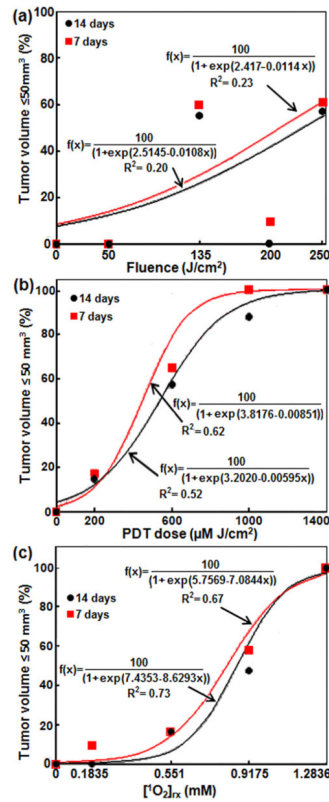 (a)
● 14 days
■ 7 days
Tumor volume ≤50mm³ (%)
100
80
60
40
20
0
f(x)= 100
(1+exp(2.417-0.0114x))
R²= 0.23
f(x)= 100
(1+exp(2.5145-0.0108x))
R²= 0.20
0 50 135 200 250
Fluence (J/cm²)
(b)
● 14 days
■ 7 days
Tumor volume ≤50 mm³ (%)
100
80
60
40
20
0
f(x)= 100
(1+exp(3.8176-0.00851))
R²= 0.62
f(x)= 100
(1+exp(3.2020-0.00595x))
R²= 0.52
0 200 600 1000 1400
PDT dose (µM J/cm²)
(c)
● 14 days
■ 7 days
Tumor volume ≤50 mm³ (%)
100
80
60
40
20
0
f(x)= 100
(1+exp(5.7569-7.0844x))
R²= 0.67
f(x)= 100
(1+exp(7.4353-8.6293x))
R²= 0.73
0 0.1835 0.551 0.9175 1.2836
[¹O₂]rx (mM)